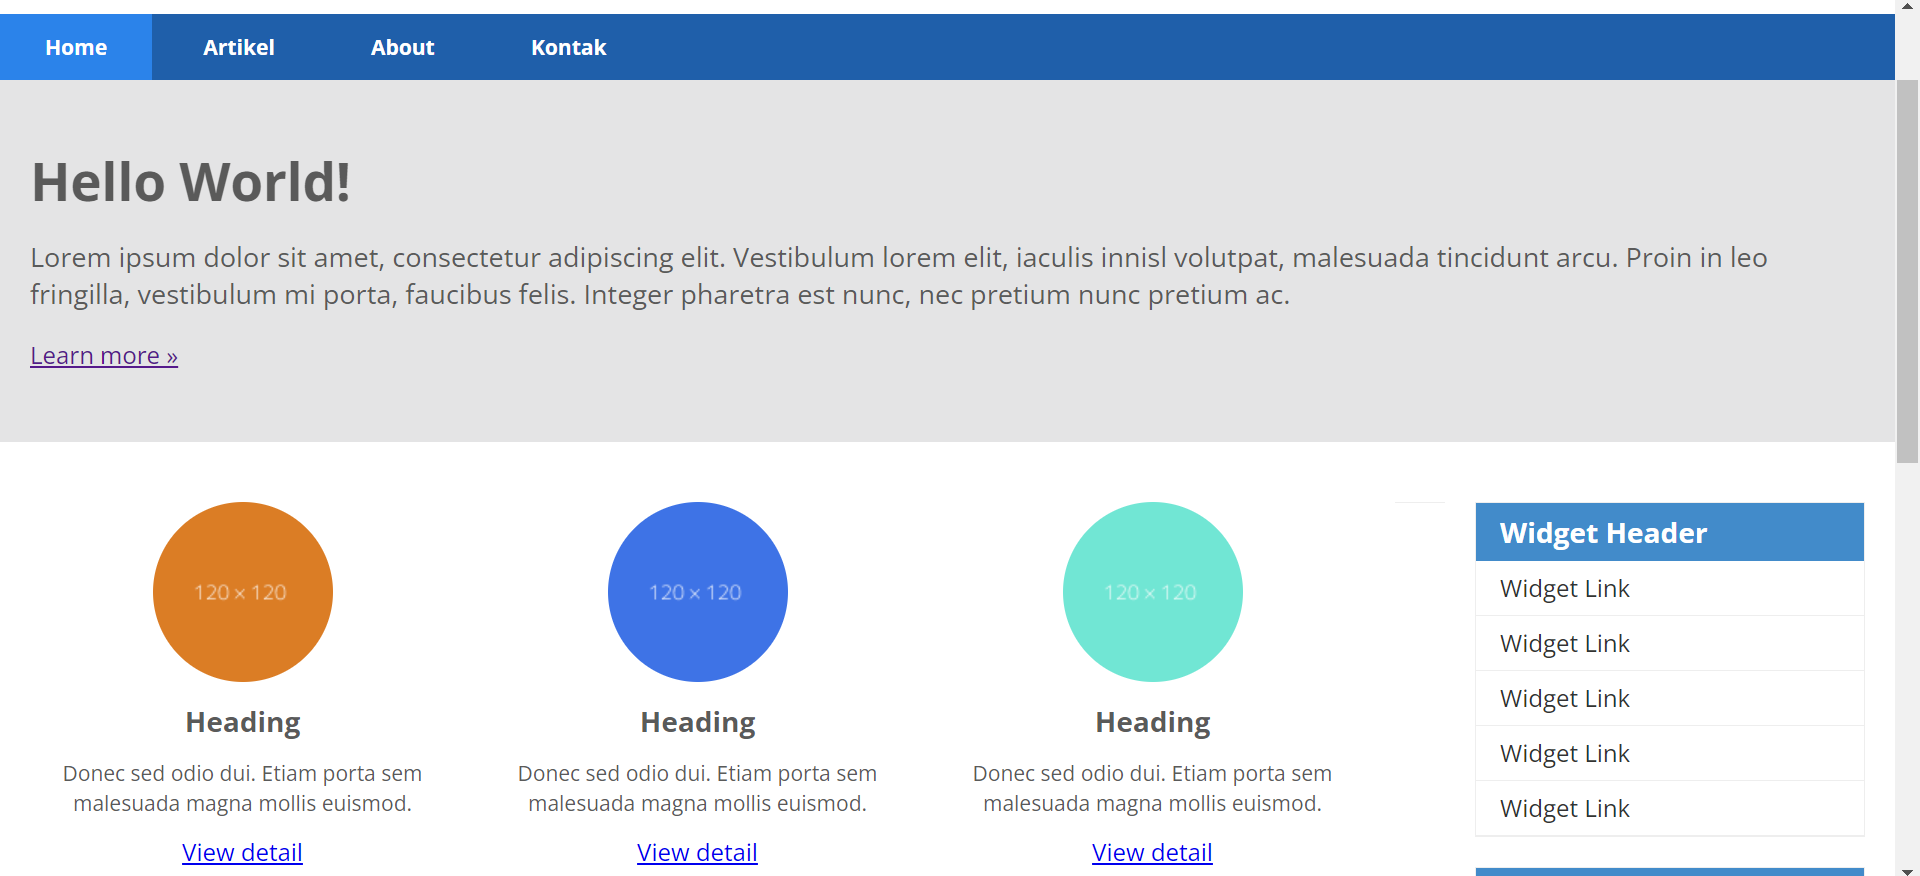 Home Artikel About Kontak
Hello World!
Lorem ipsum dolor sit amet, consectetur adipiscing elit. Vestibulum lorem elit, iaculis innisl volutpat, malesuada tincidunt arcu. Proin in leo
fringilla, vestibulum mi porta, faucibus felis. Integer pharetra est nunc, nec pretium nunc pretium ac.
Learn more »
120 × 120
Heading
Donec sed odio dui. Etiam porta sem
malesuada magna mollis euismod.
View detail
120 × 120
Heading
Donec sed odio dui. Etiam porta sem
malesuada magna mollis euismod.
View detail
120 × 120
Heading
Donec sed odio dui. Etiam porta sem
malesuada magna mollis euismod.
View detail
Widget Header
Widget Link
Widget Link
Widget Link
Widget Link
Widget Link